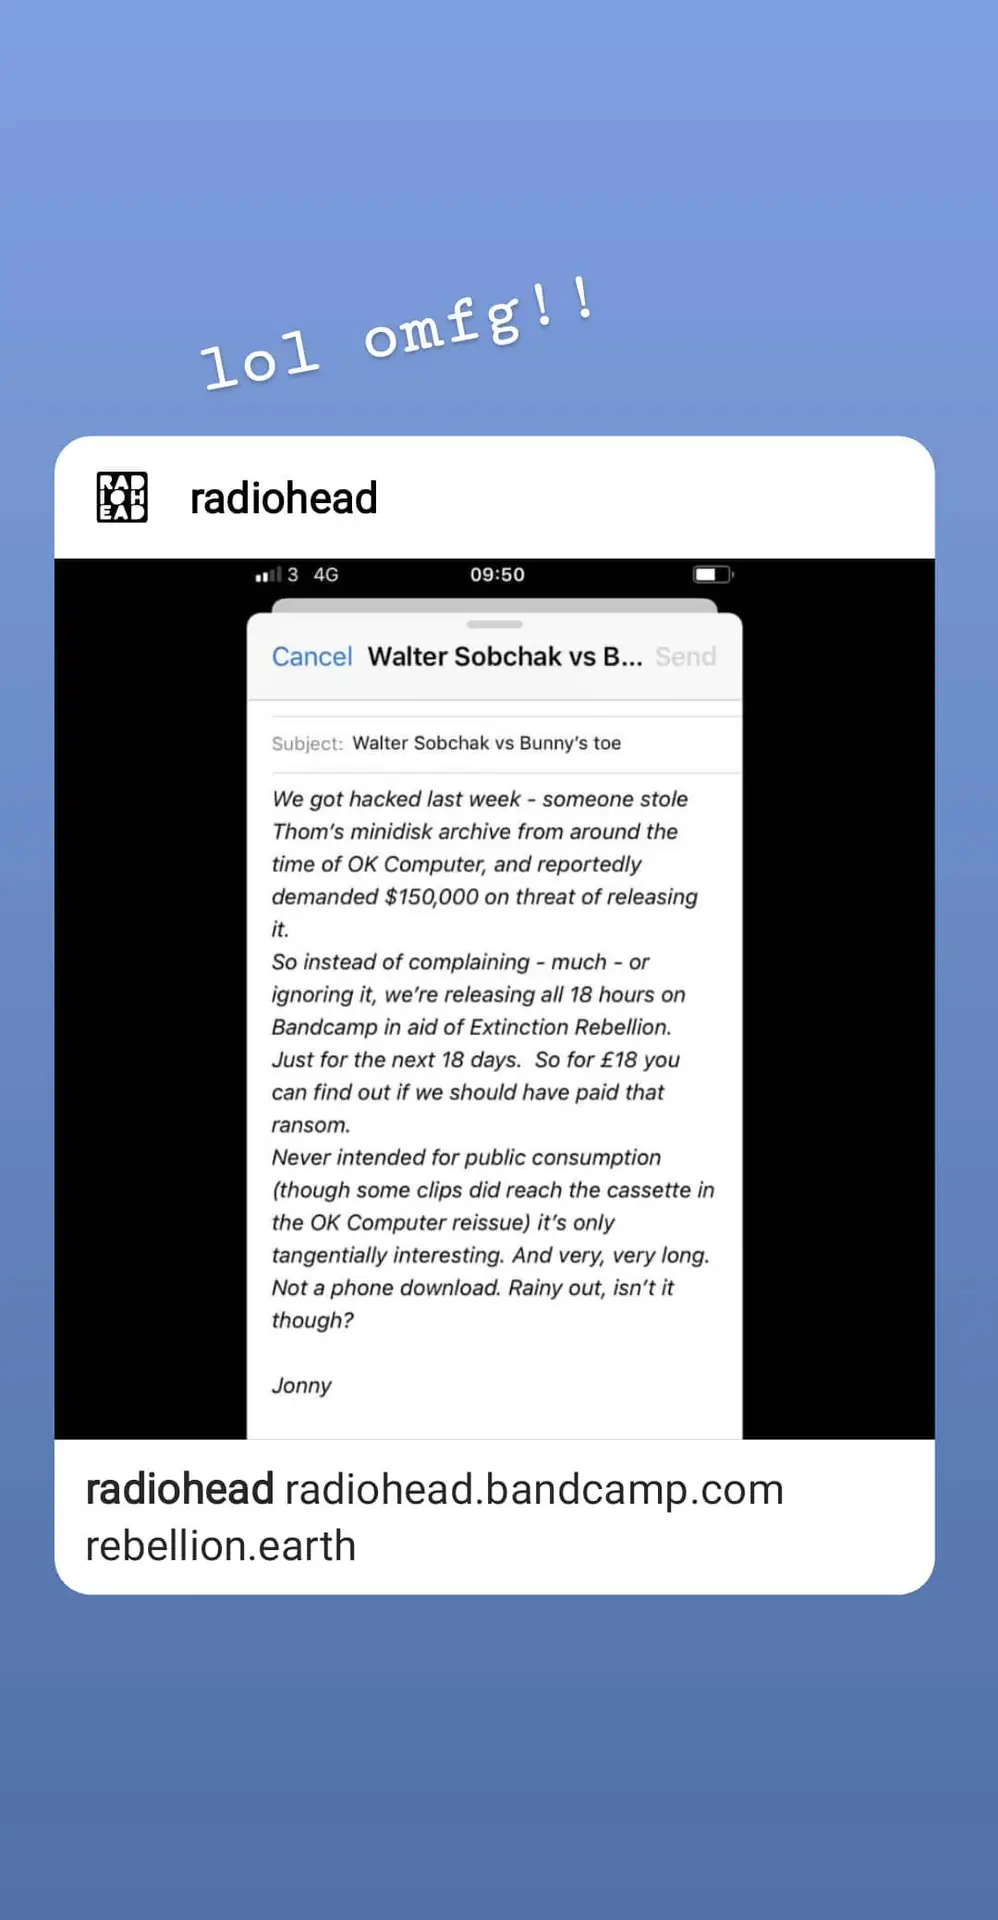 lol omfg!!
RAD
IOH
EAD
radiohead
3 4G 09:50
Cancel Walter Sobchak vs B... Send
Subject: Walter Sobchak vs Bunny's toe
We got hacked last week - someone stole
Thom's minidisk archive from around the
time of OK Computer, and reportedly
demanded $150,000 on threat of releasing
it.
So instead of complaining - much - or
ignoring it, we're releasing all 18 hours on
Bandcamp in aid of Extinction Rebellion.
Just for the next 18 days.  So for £18 you
can find out if we should have paid that
ransom.
Never intended for public consumption
(though some clips did reach the cassette in
the OK Computer reissue) it's only
tangentially interesting. And very, very long.
Not a phone download. Rainy out, isn't it
though?
Jonny
radiohead radiohead.bandcamp.com
rebellion.earth